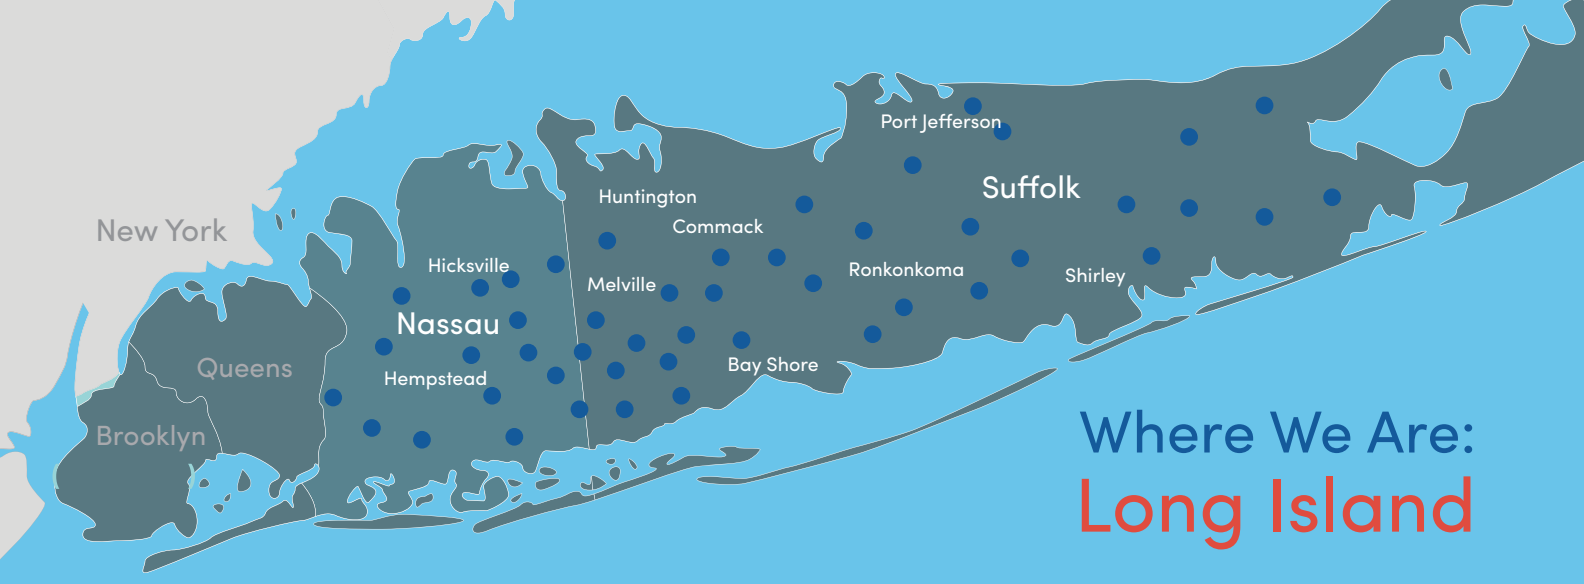 Port Jefferson
Suffolk
Huntington
Commack
New York
Hicksville
Melville
Ronkonkoma
Shirley
Nassau
Queens
Hempstead
Bay Shore
Brooklyn
Where We Are:
Long Island